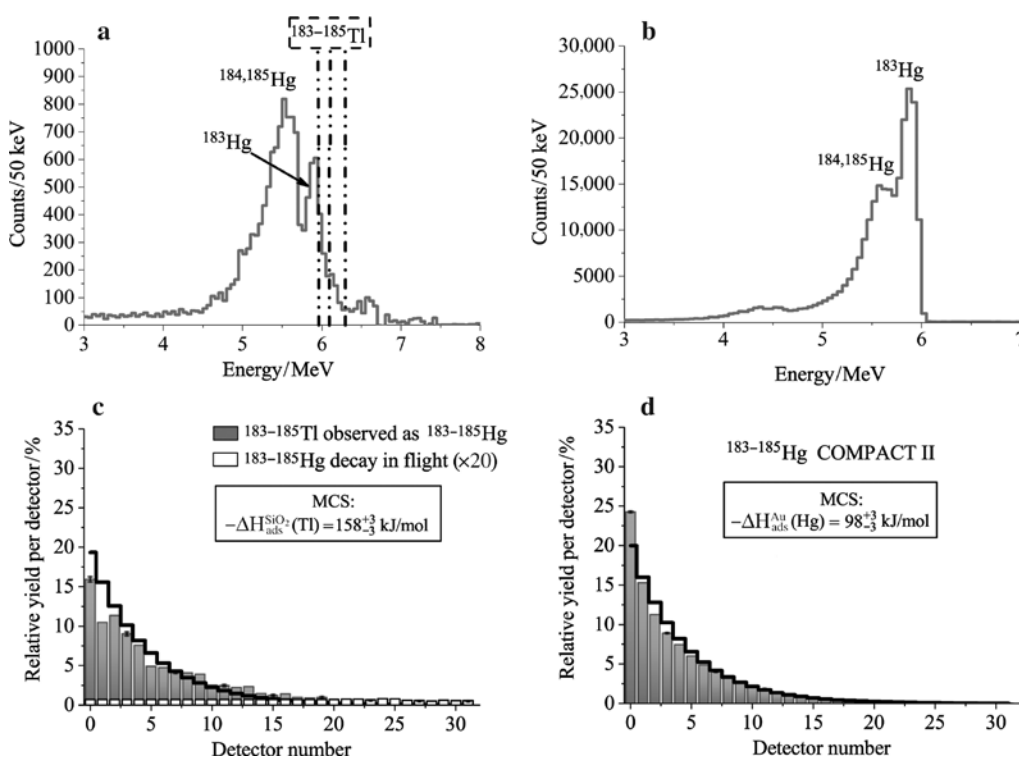 a
¹⁸³⁻¹⁸⁵Tl
1000
900
800
700
600
500
400
300
200
100
0
Counts/50 keV
¹⁸⁴,¹⁸⁵Hg
¹⁸³Hg
3 4 5 6 7 8
Energy/MeV
b
30,000
25,000
20,000
15,000
10,000
5000
0
Counts/50 keV
¹⁸³Hg
¹⁸⁴,¹⁸⁵Hg
3 4 5 6 7
Energy/MeV
c
35
30
25
20
15
10
5
0
Relative yield per detector/%
¹⁸³⁻¹⁸⁵Tl observed as ¹⁸³⁻¹⁸⁵Hg
¹⁸³⁻¹⁸⁵Hg decay in flight (×20)
MCS:
−ΔH_ads^SiO₂(Tl) = 158₋₃⁺³ kJ/mol
0 5 10 15 20 25 30
Detector number
d
35
30
25
20
15
10
5
0
Relative yield per detector/%
¹⁸³⁻¹⁸⁵Hg COMPACT II
MCS:
−ΔH_ads^Au(Hg) = 98₋₃⁺³ kJ/mol
0 5 10 15 20 25 30
Detector number